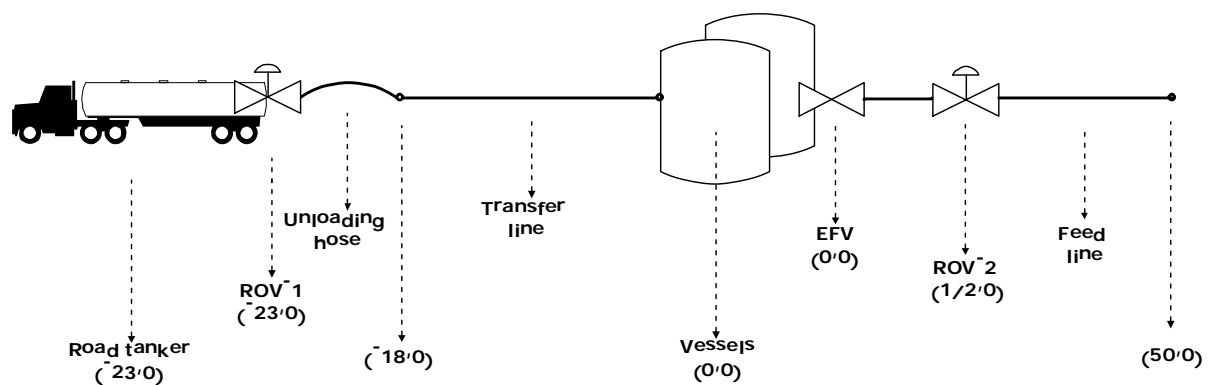 Road tanker
(-23,0)
ROV-1
(-23,0)
Unloading
hose
(-18,0)
Transfer
line
Vessels
(0,0)
EFV
(0,0)
ROV-2
(1/2,0)
Feed
line
(50,0)